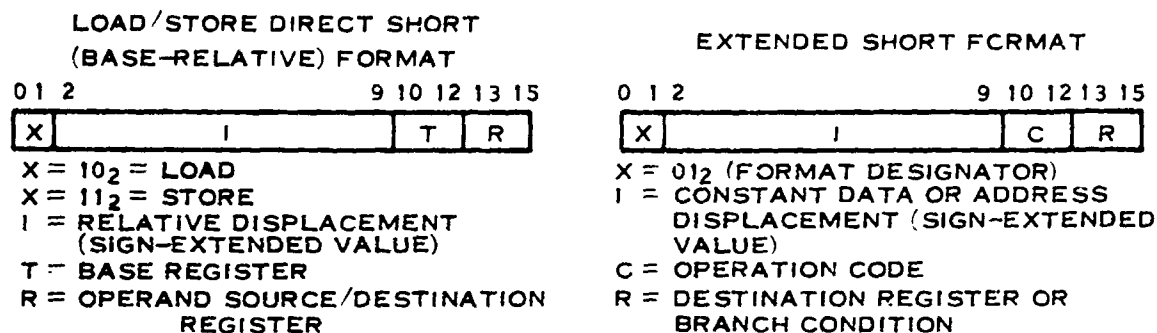 LOAD/STORE DIRECT SHORT
(BASE-RELATIVE) FORMAT
0 1 2 9 10 12 13 15
X I T R
X = 10₂ = LOAD
X = 11₂ = STORE
I = RELATIVE DISPLACEMENT
(SIGN-EXTENDED VALUE)
T = BASE REGISTER
R = OPERAND SOURCE/DESTINATION
REGISTER
EXTENDED SHORT FORMAT
0 1 2 9 10 12 13 15
X I C R
X = 01₂ (FORMAT DESIGNATOR)
I = CONSTANT DATA OR ADDRESS
DISPLACEMENT (SIGN-EXTENDED
VALUE)
C = OPERATION CODE
R = DESTINATION REGISTER OR
BRANCH CONDITION